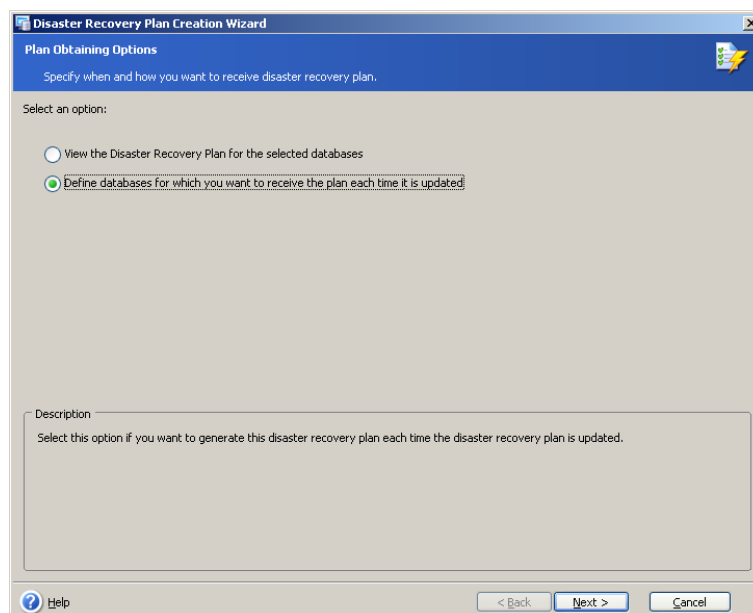 Disaster Recovery Plan Creation Wizard
Plan Obtaining Options
Specify when and how you want to receive disaster recovery plan.
Select an option:
View the Disaster Recovery Plan for the selected databases
Define databases for which you want to receive the plan each time it is updated
Description
Select this option if you want to generate this disaster recovery plan each time the disaster recovery plan is updated.
Help
< Back
Next >
Cancel